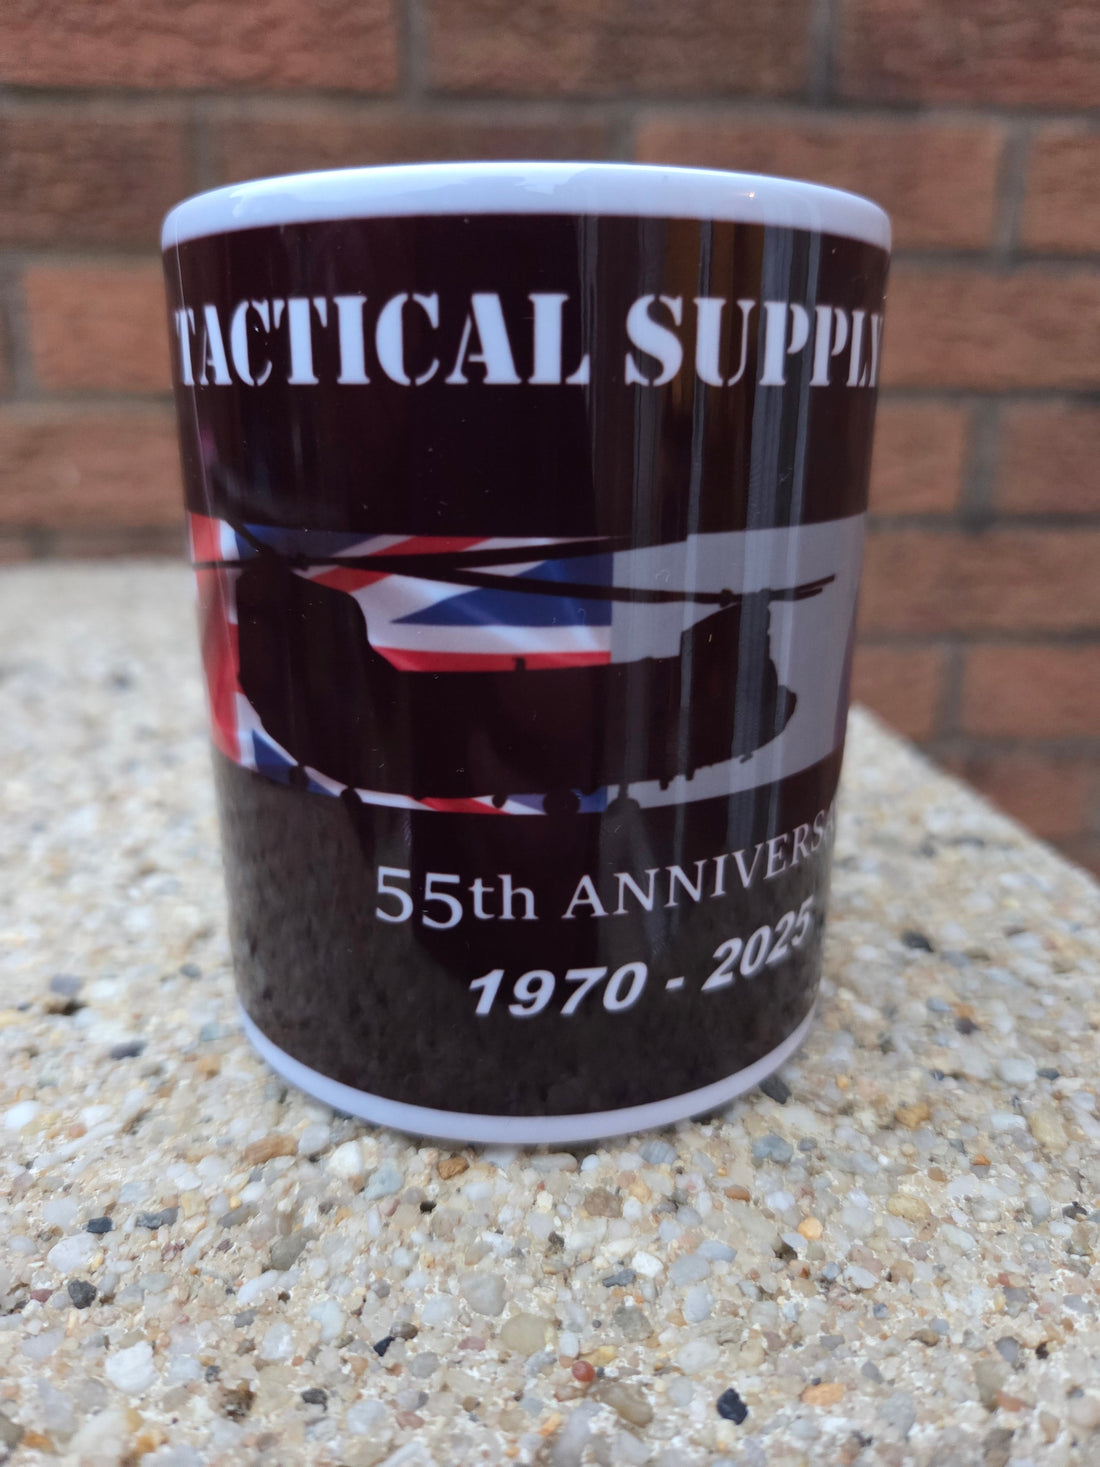 TACTICAL SUPPLY
55th ANNIVERSA
1970 - 2025